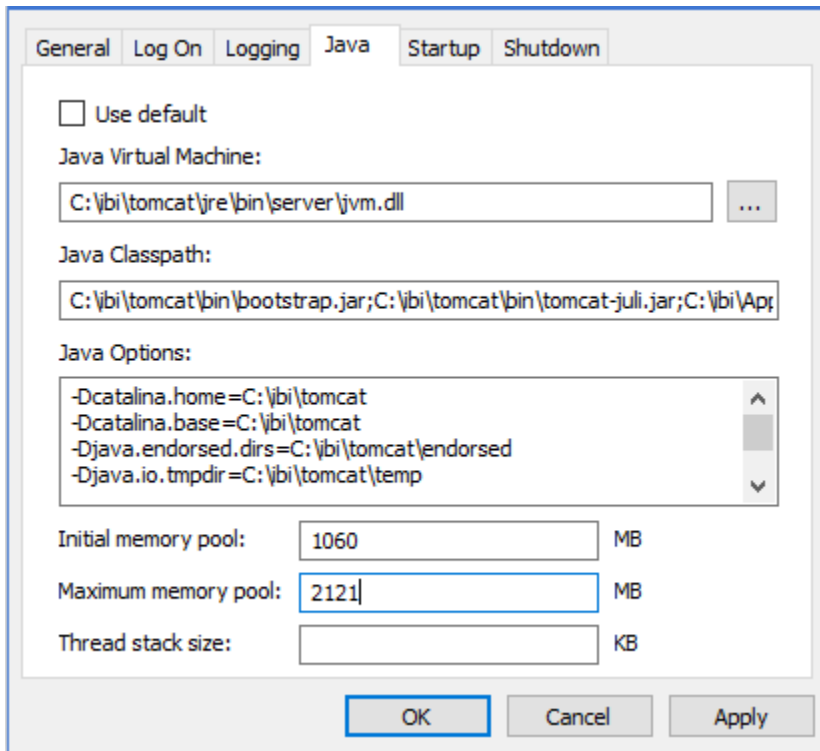 General Log On Logging Java Startup Shutdown
Use default
Java Virtual Machine:
C:\ibi\tomcat\jre\bin\server\jvm.dll ...
Java Classpath:
C:\ibi\tomcat\bin\bootstrap.jar;C:\ibi\tomcat\bin\tomcat-juli.jar;C:\ibi\App
Java Options:
-Dcatalina.home=C:\ibi\tomcat
-Dcatalina.base=C:\ibi\tomcat
-Djava.endorsed.dirs=C:\ibi\tomcat\endorsed
-Djava.io.tmpdir=C:\ibi\tomcat\temp
Initial memory pool: 1060 MB
Maximum memory pool: 2121 MB
Thread stack size: KB
OK Cancel Apply